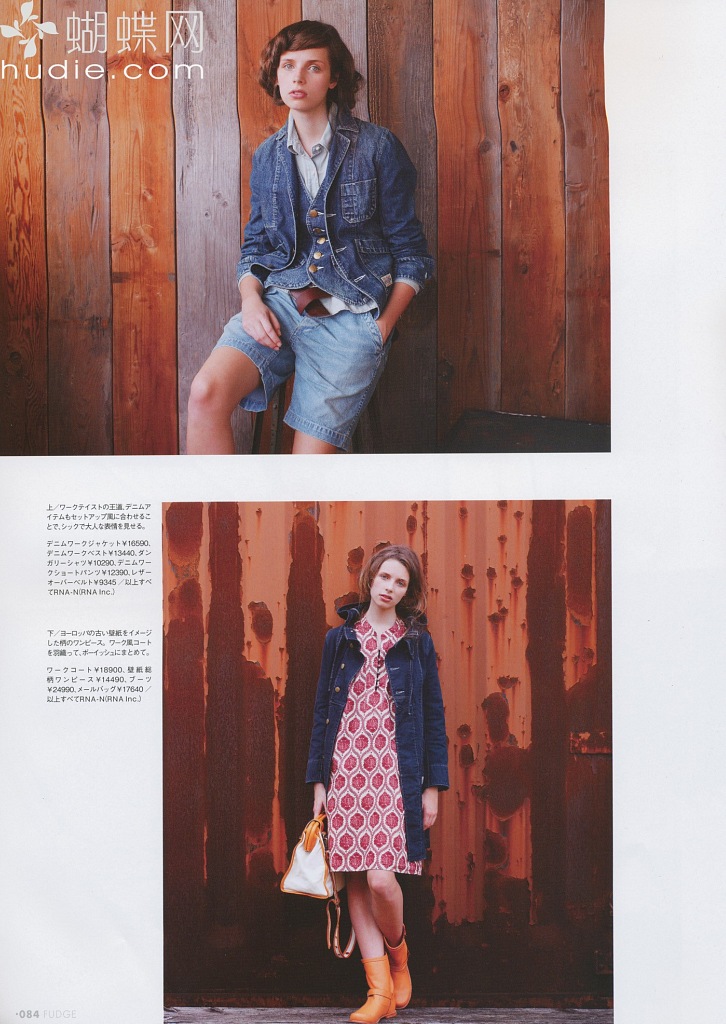 蝴蝶网
hudie.com
上／ワークテイストの王道、デニムア
イテムもセットアップ風に合わせるこ
とで、シックで大人な表情を見せる。
デニムワークジャケット¥16590、
デニムワークベスト¥13440、ダン
ガリーシャツ¥10290、デニムワー
クショートパンツ¥12390、レザー
オーバーベルト¥9345／以上すべ
てRNA-N(RNA Inc.)
下／ヨーロッパの古い壁紙をイメージ
した柄のワンピース。ワーク風コート
を羽織って、ボーイッシュにまとめて。
ワークコート¥18900、壁紙総
柄ワンピース¥14490、ブーツ
¥24990、メールバッグ¥17640／
以上すべてRNA-N(RNA Inc.)
·084 FUDGE